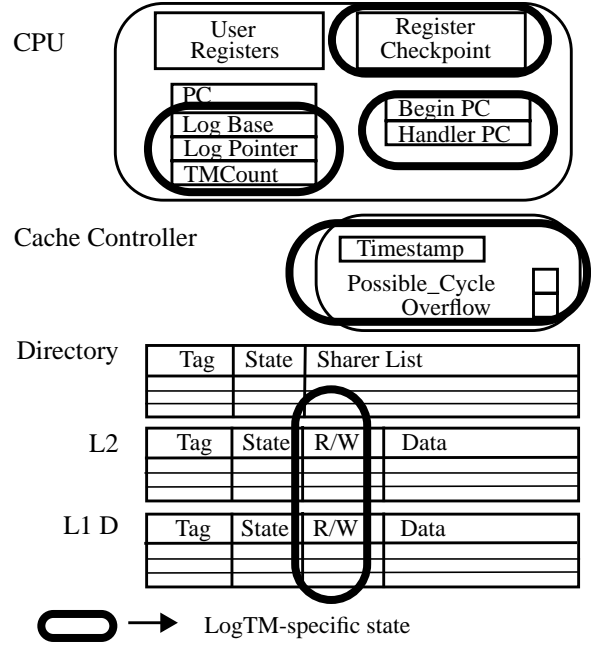 CPU
User
Registers
Register
Checkpoint
PC
Log Base
Log Pointer
TMCount
Begin PC
Handler PC
Cache Controller
Timestamp
Possible_Cycle
Overflow
Directory
Tag State Sharer List
L2
Tag State R/W Data
L1 D
Tag State R/W Data
LogTM-specific state